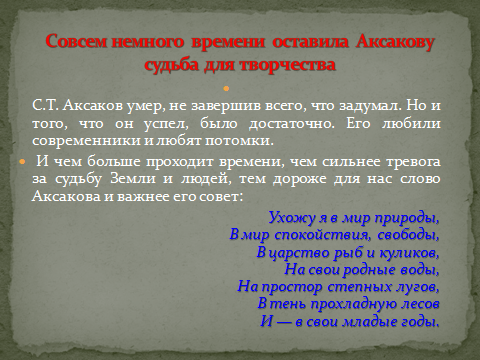 Совсем немного времени оставила Аксакову
судьба для творчества
С.Т. Аксаков умер, не завершив всего, что задумал. Но и
того, что он успел, было достаточно. Его любили
современники и любят потомки.
И чем больше проходит времени, чем сильнее тревога
за судьбу Земли и людей, тем дороже для нас слово
Аксакова и важнее его совет:
Ухожу я в мир природы,
В мир спокойствия, свободы,
В царство рыб и куликов,
На свои родные воды,
На простор степных лугов,
В тень прохладную лесов
И — в свои младые годы.